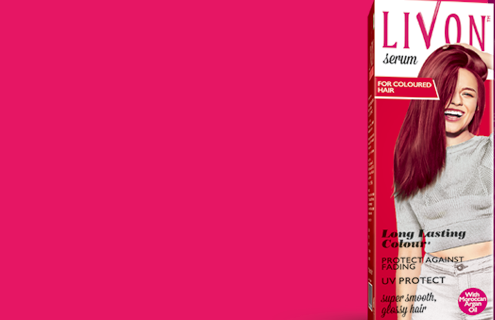 LIVON
TM
serum
FOR COLOURED
HAIR
Long Lasting
Colour*
PROTECT AGAINST
FADING
UV PROTECT
Super smooth,
glossy hair
With
Moroccan
Argan
Oil